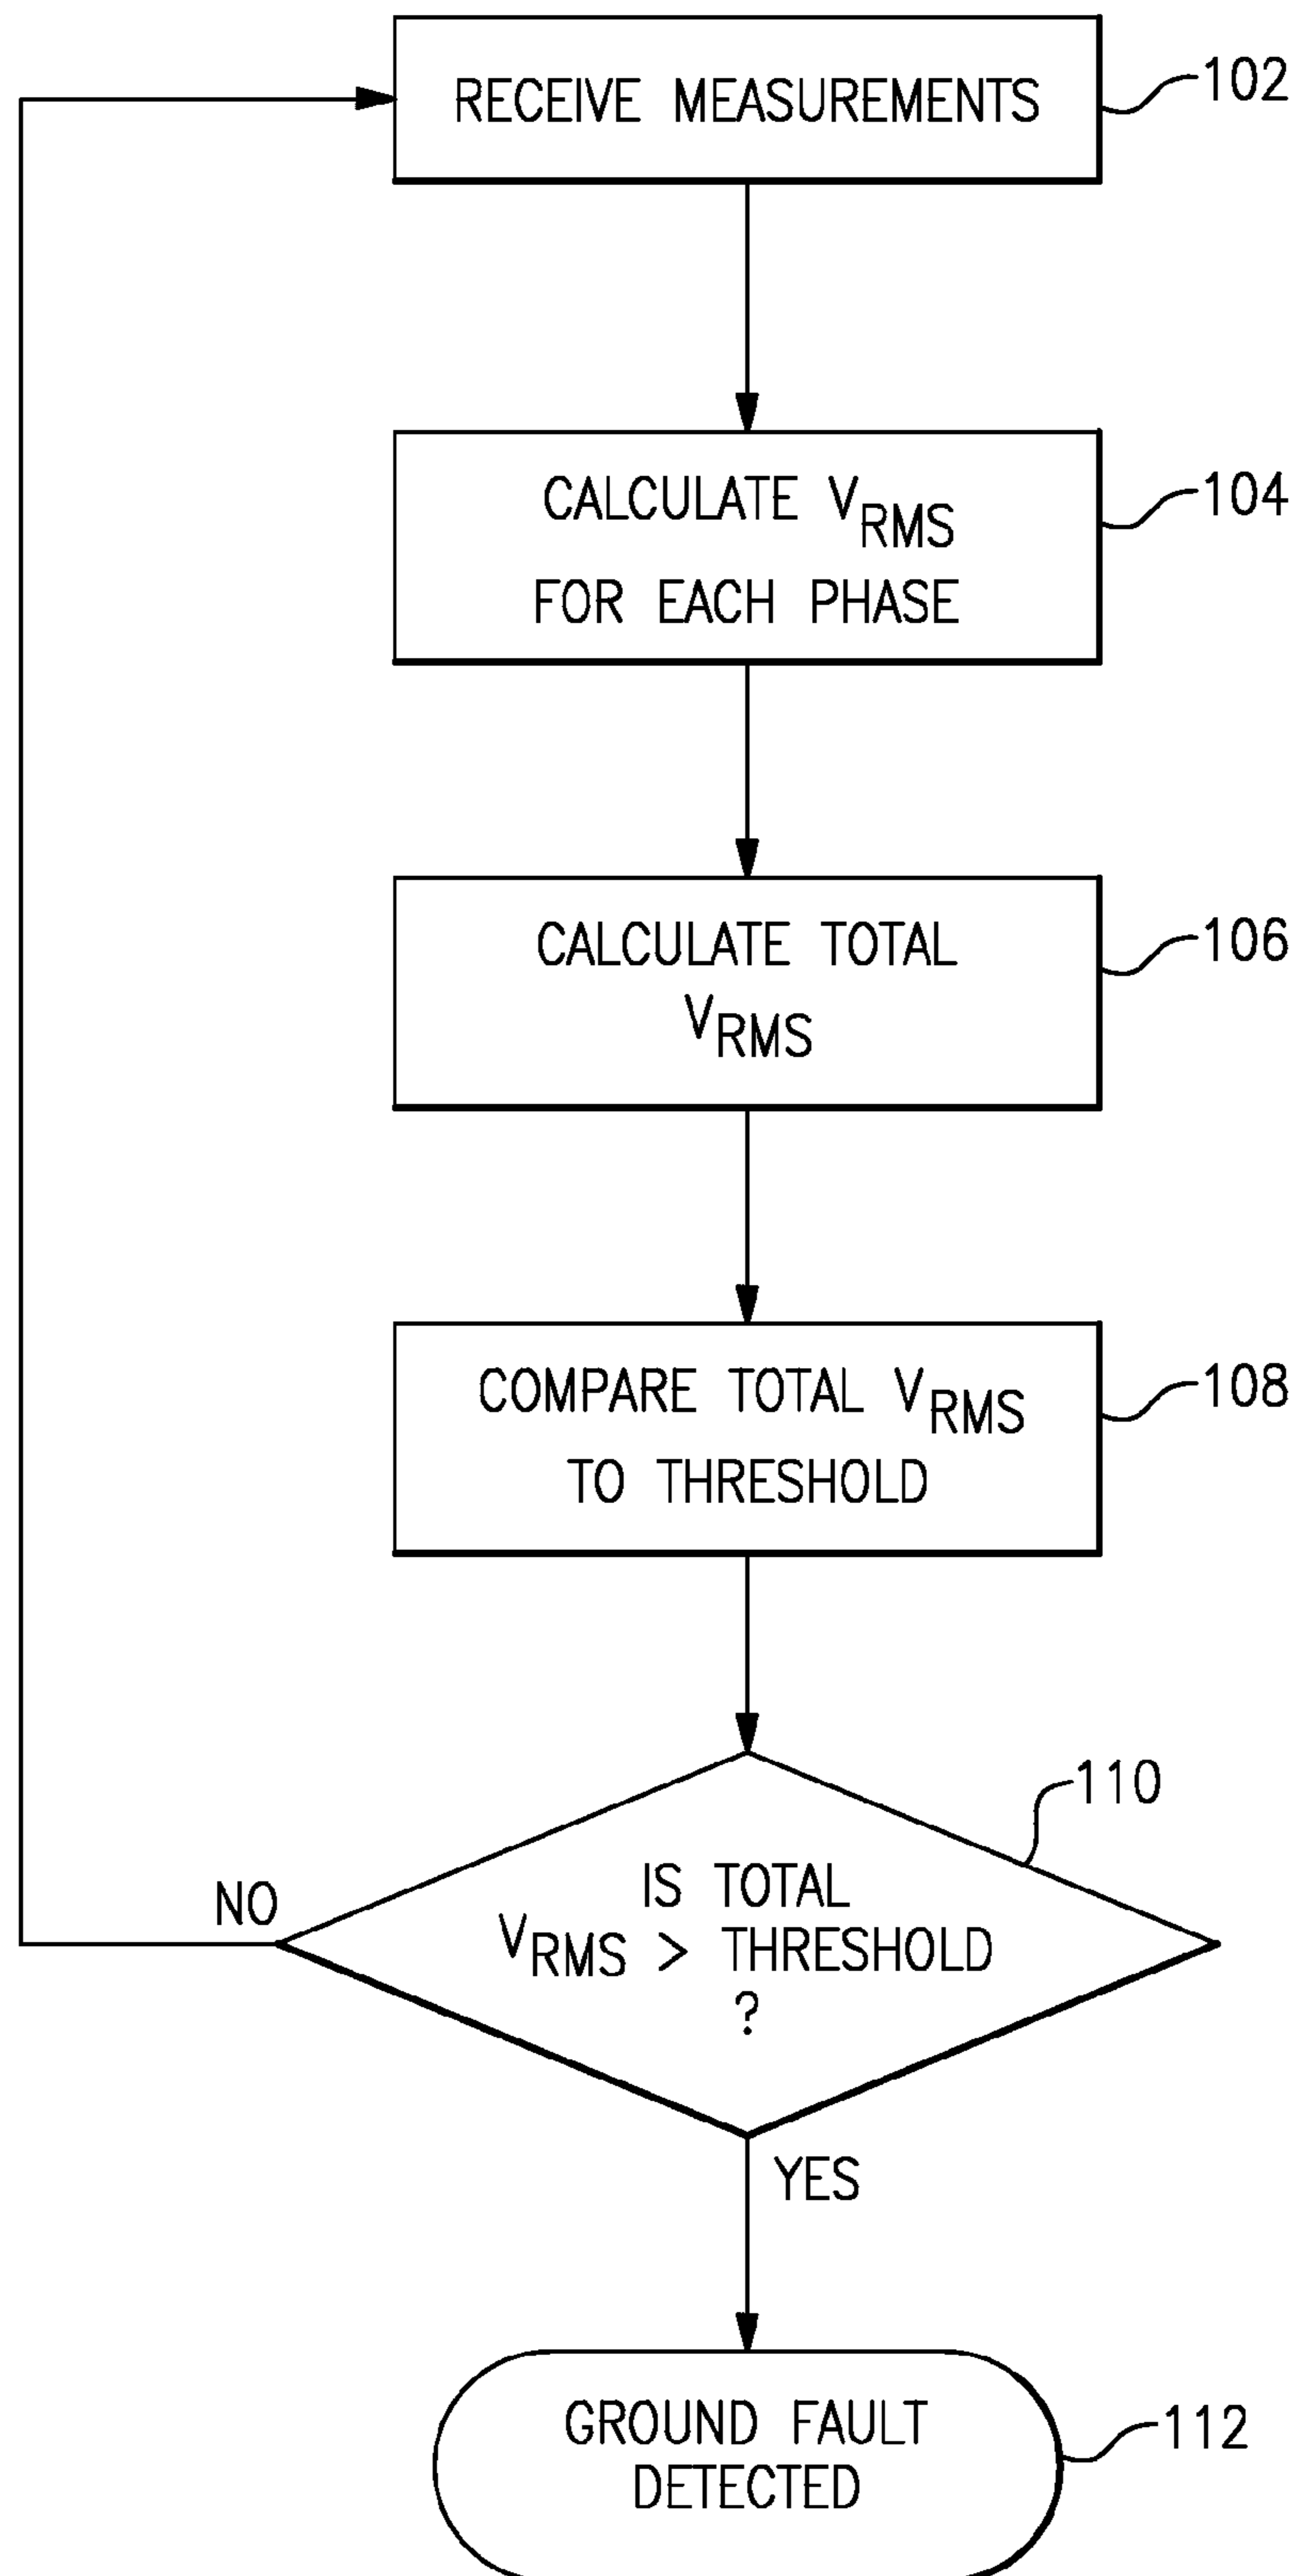 RECEIVE MEASUREMENTS
102
CALCULATE VRMS
FOR EACH PHASE
104
CALCULATE TOTAL
VRMS
106
COMPARE TOTAL VRMS
TO THRESHOLD
108
110
IS TOTAL
VRMS > THRESHOLD
?
NO
YES
GROUND FAULT
DETECTED
112